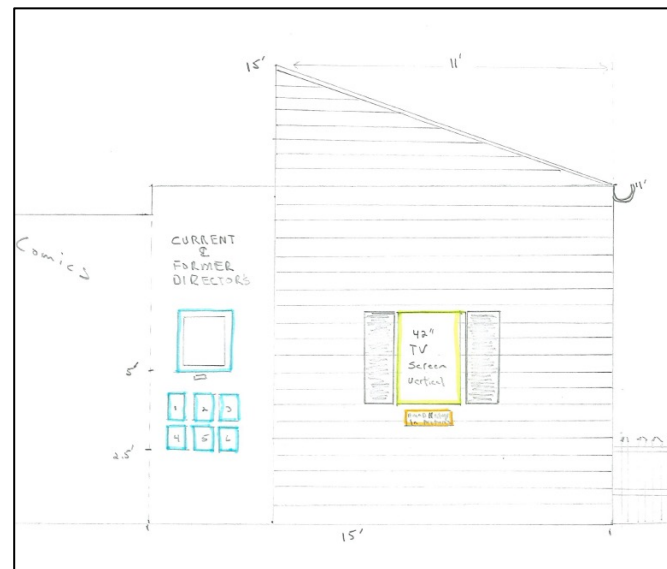 15'
11'
11'
Comics
CURRENT
&
FORMER
DIRECTORS
42"
TV
Screen
Vertical
5'
1 2 3
4 5 6
2.5'
15'